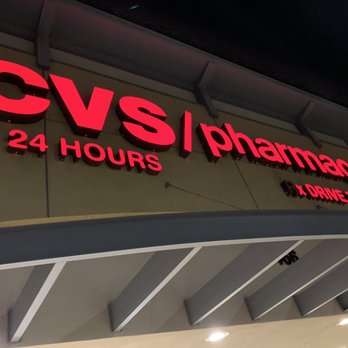 CVS / pharmac
24 HOURS
x DRIVE-